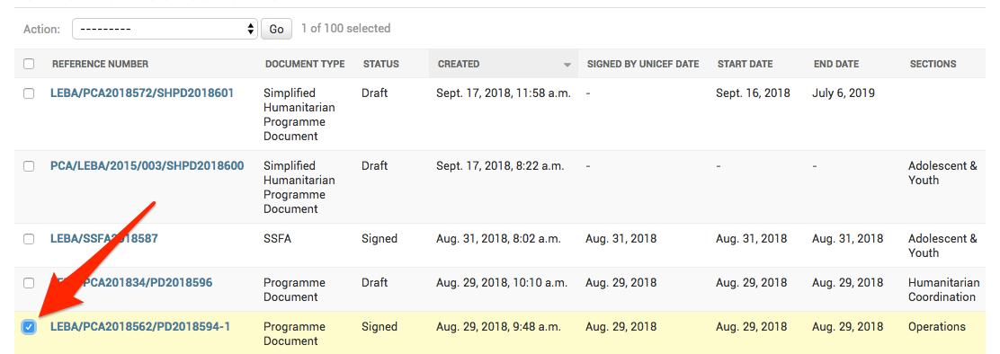 Action: --------- Go 1 of 100 selected
REFERENCE NUMBER DOCUMENT TYPE STATUS CREATED SIGNED BY UNICEF DATE START DATE END DATE SECTIONS
LEBA/PCA2018572/SHPD2018601 Simplified Draft Sept. 17, 2018, 11:58 a.m. - Sept. 16, 2018 July 6, 2019
Humanitarian
Programme
Document
PCA/LEBA/2015/003/SHPD2018600 Simplified Draft Sept. 17, 2018, 8:22 a.m. - - - Adolescent &
Humanitarian Youth
Programme
Document
LEBA/SSFA2018587 SSFA Signed Aug. 31, 2018, 8:02 a.m. Aug. 31, 2018 Aug. 31, 2018 Aug. 31, 2018 Adolescent &
Youth
/PCA201834/PD2018596 Programme Draft Aug. 29, 2018, 10:10 a.m. Aug. 29, 2018 Aug. 29, 2018 Aug. 29, 2018 Humanitarian
Document Coordination
LEBA/PCA2018562/PD2018594-1 Programme Signed Aug. 29, 2018, 9:48 a.m. Aug. 29, 2018 Aug. 29, 2018 Aug. 29, 2018 Operations
Document